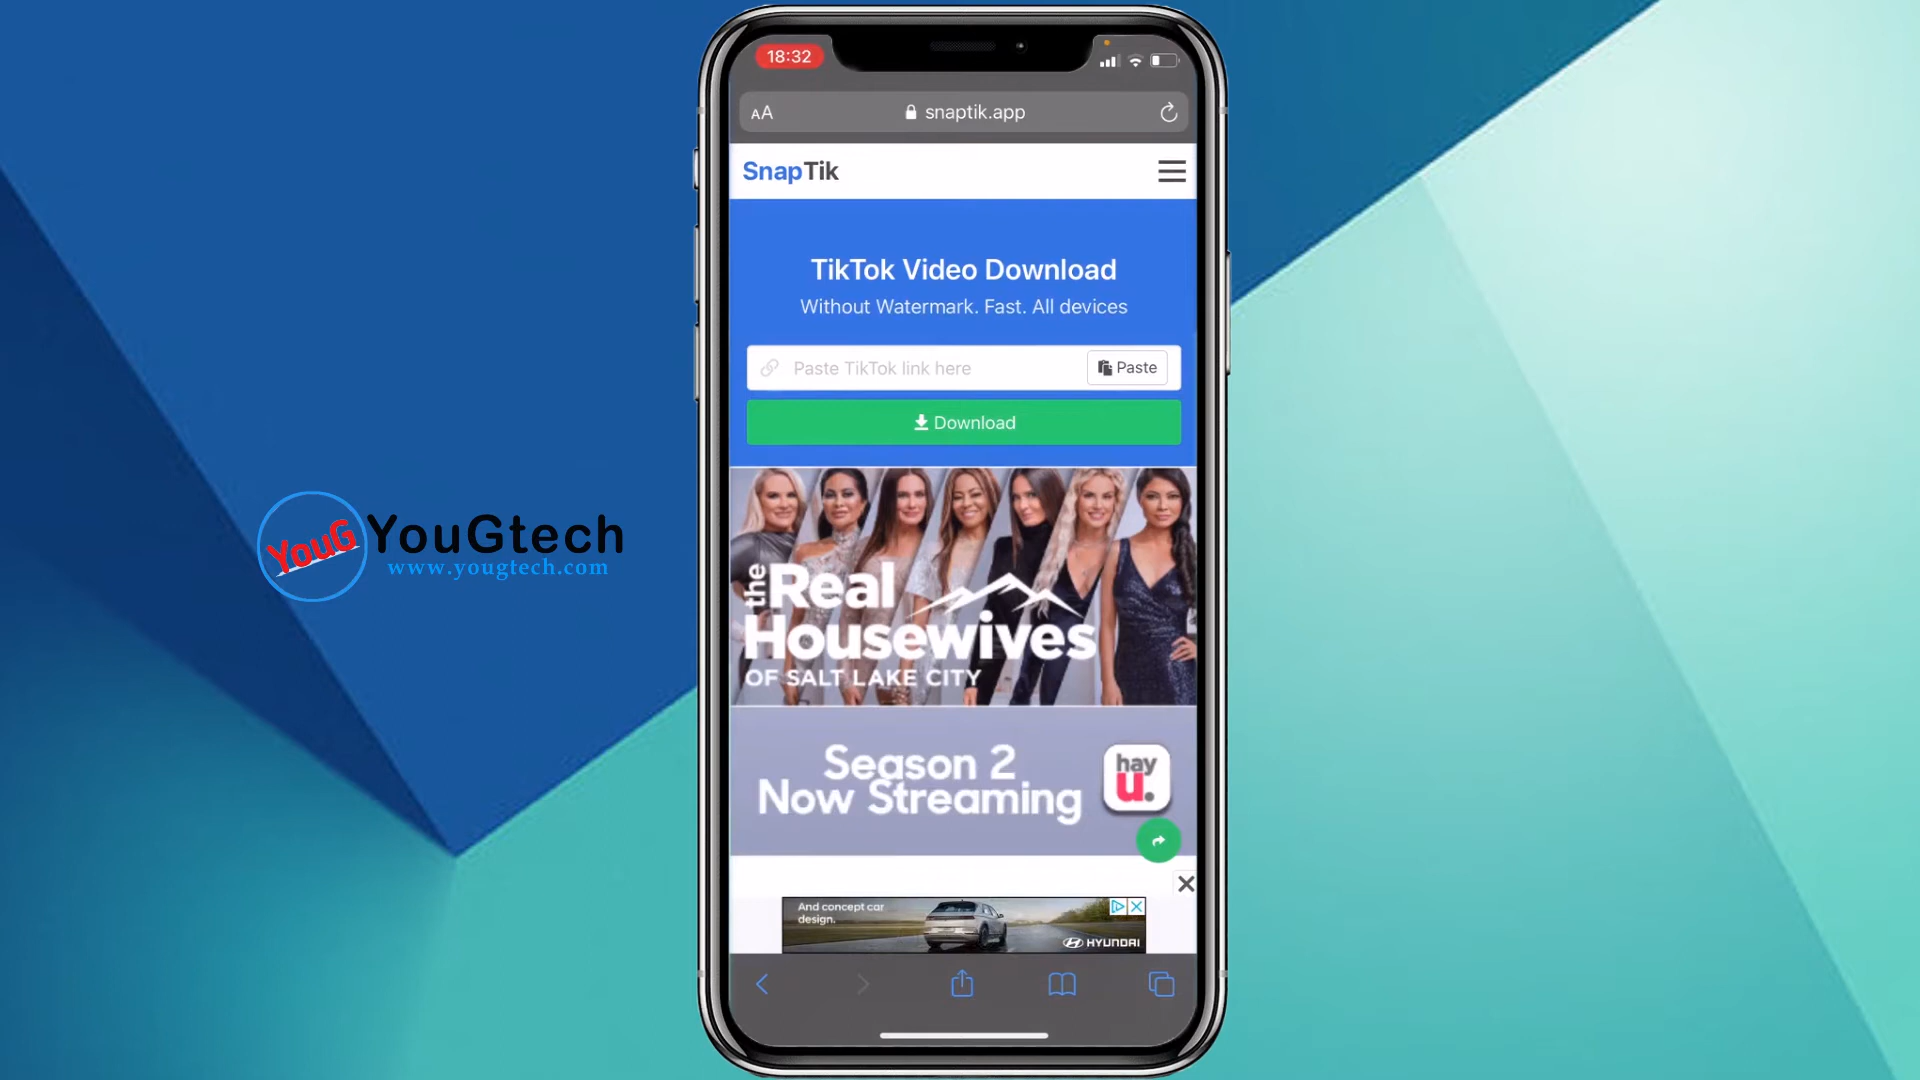 18:32
AA
snaptik.app
SnapTik
TikTok Video Download
Without Watermark. Fast. All devices
Paste TikTok link here
Paste
Download
the Real
Housewives
OF SALT LAKE CITY
Season 2
Now Streaming
hay
u.
And concept car
design.
HYUNDAI
YouG
YouGtech
www.yougtech.com